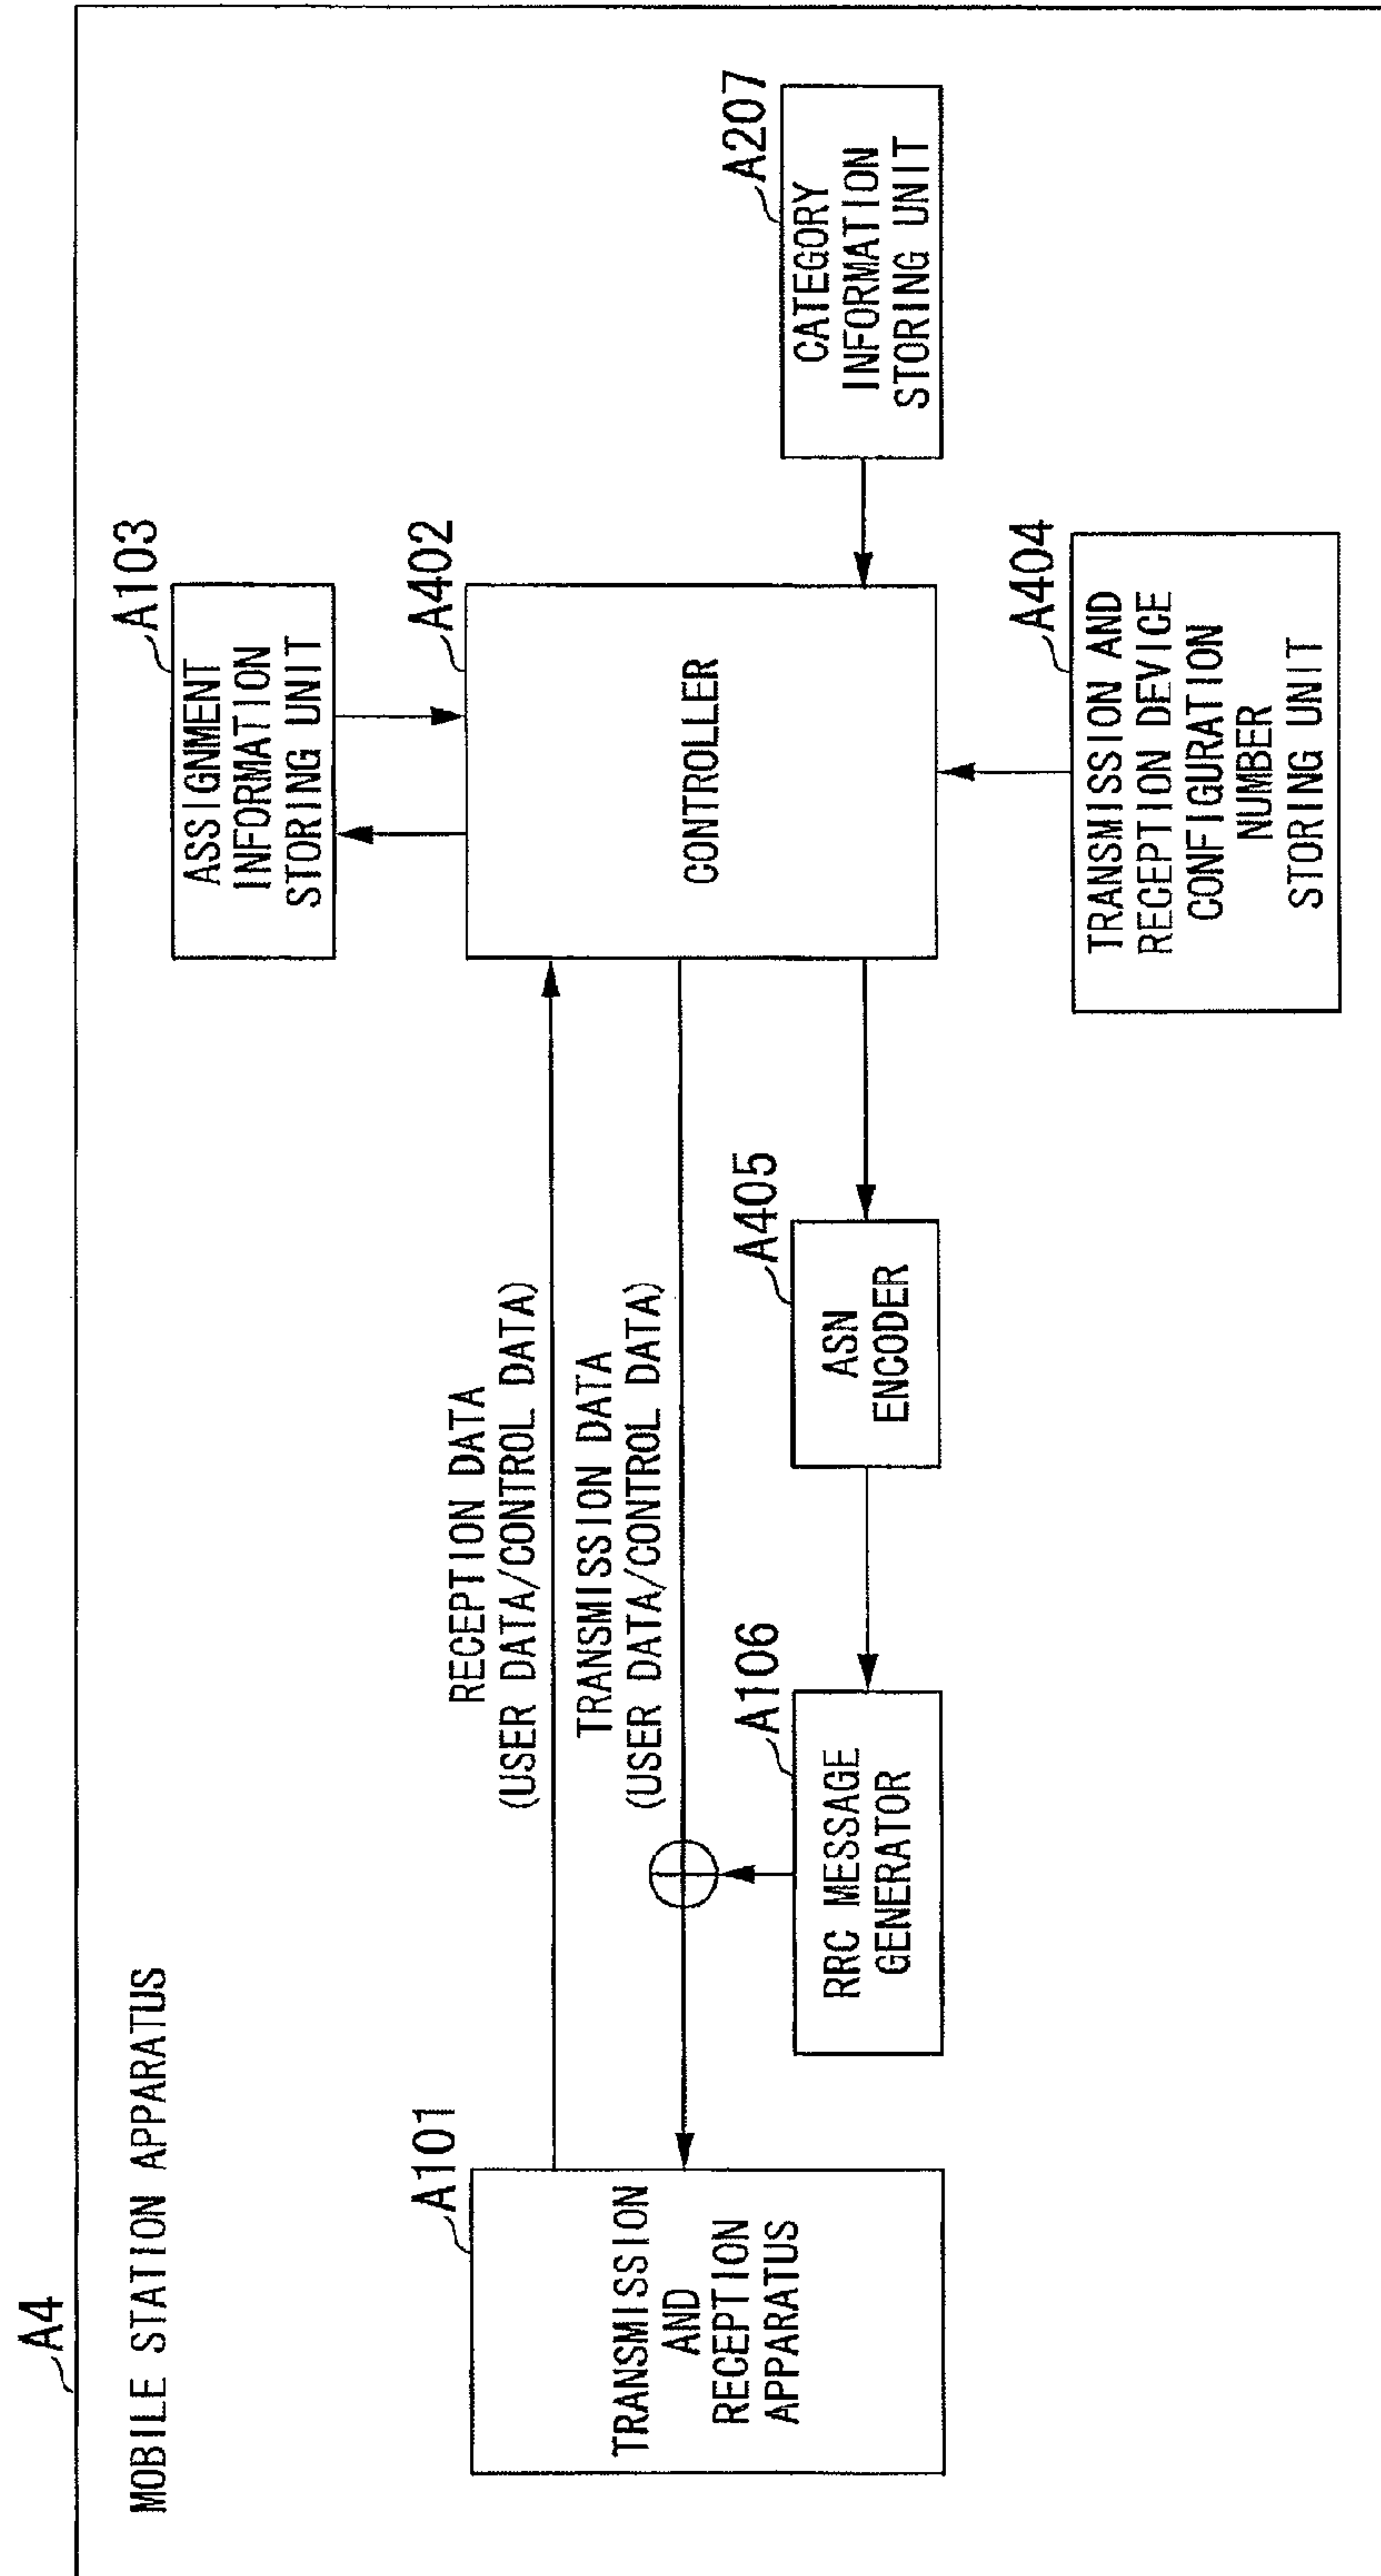 A4
MOBILE STATION APPARATUS
A101
TRANSMISSION
AND
RECEPTION
APPARATUS
RECEPTION DATA
(USER DATA/CONTROL DATA)
TRANSMISSION DATA
(USER DATA/CONTROL DATA)
A106
RRC MESSAGE
GENERATOR
A405
ASN
ENCODER
A103
ASSIGNMENT
INFORMATION
STORING UNIT
A402
CONTROLLER
A404
TRANSMISSION AND
RECEPTION DEVICE
CONFIGURATION
NUMBER
STORING UNIT
A207
CATEGORY
INFORMATION
STORING UNIT